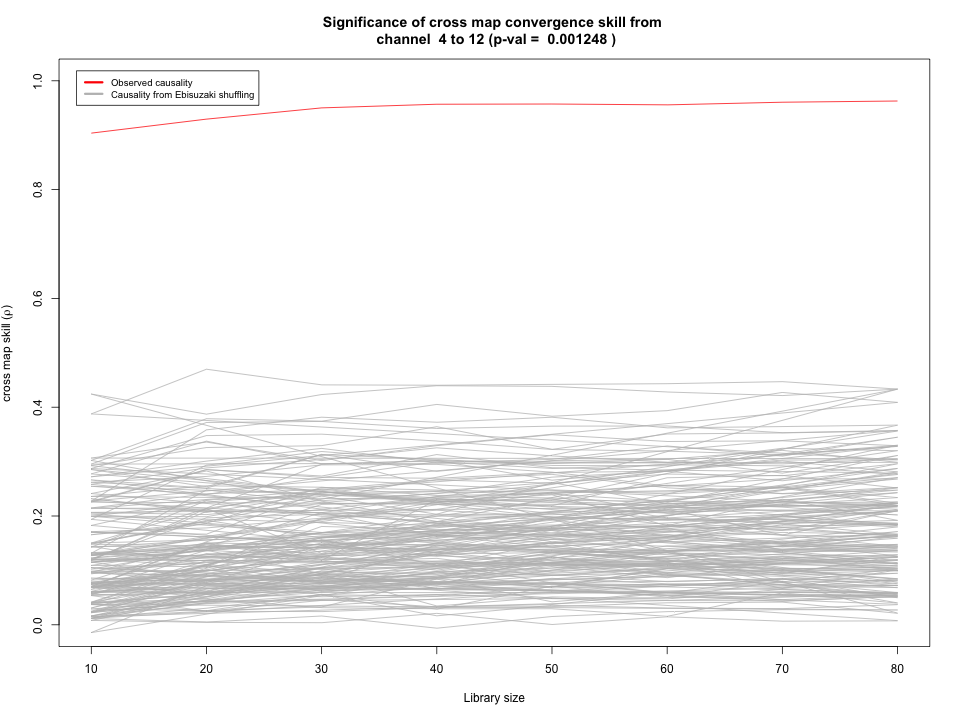 Significance of cross map convergence skill from
channel  4 to 12 (p-val =  0.001248 )
Observed causality
Causality from Ebisuzaki shuffling
cross map skill (ρ)
1.0
0.8
0.6
0.4
0.2
0.0
10 20 30 40 50 60 70 80
Library size